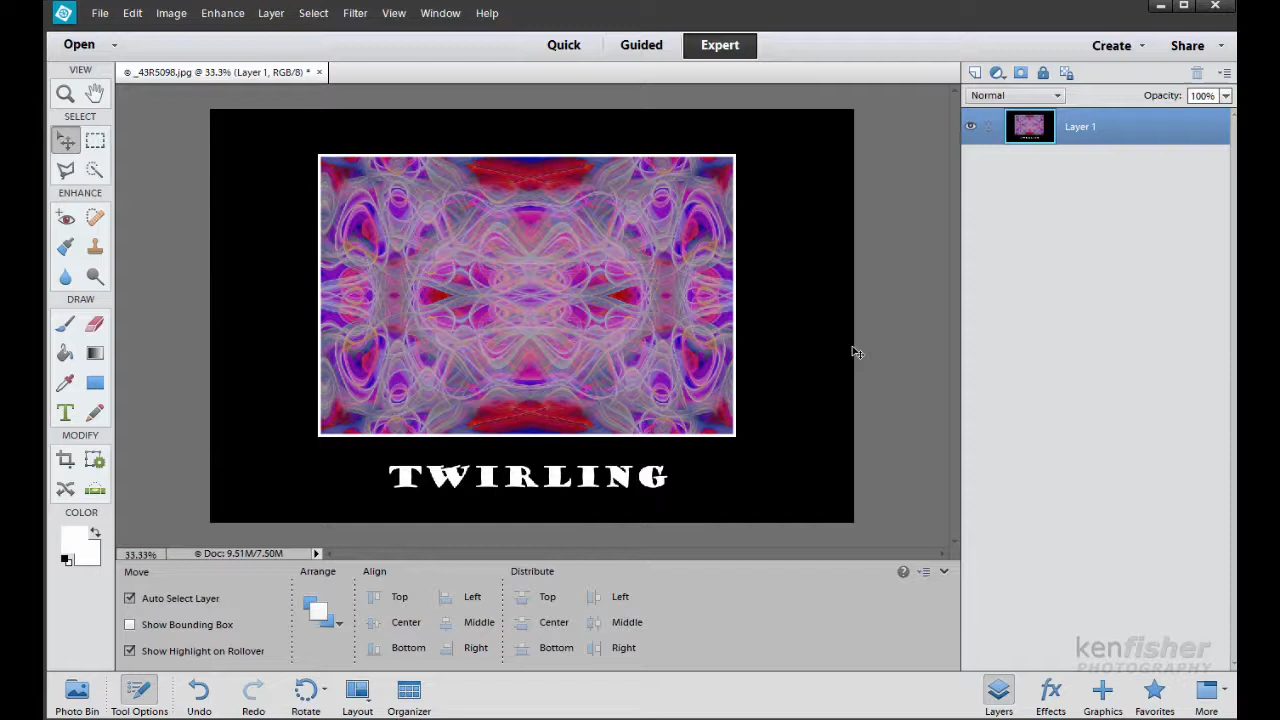 File Edit Image Enhance Layer Select Filter View Window Help
Open Quick Guided Expert Create Share
VIEW
_43R5098.jpg @ 33.3% (Layer 1, RGB/8) * ×
Normal Opacity: 100%
SELECT
Layer 1
ENHANCE
DRAW
MODIFY
TWIRLING
COLOR
33.33% Doc: 9.51M/7.50M
Move Arrange Align Distribute
Auto Select Layer Top Left Top Left
Show Bounding Box Center Middle Center Middle
Show Highlight on Rollover Bottom Right Bottom Right
kenfisher
PHOTOGRAPHY
Photo Bin Tool Options Undo Redo Rotate Layout Organizer Layers Effects Graphics Favorites More